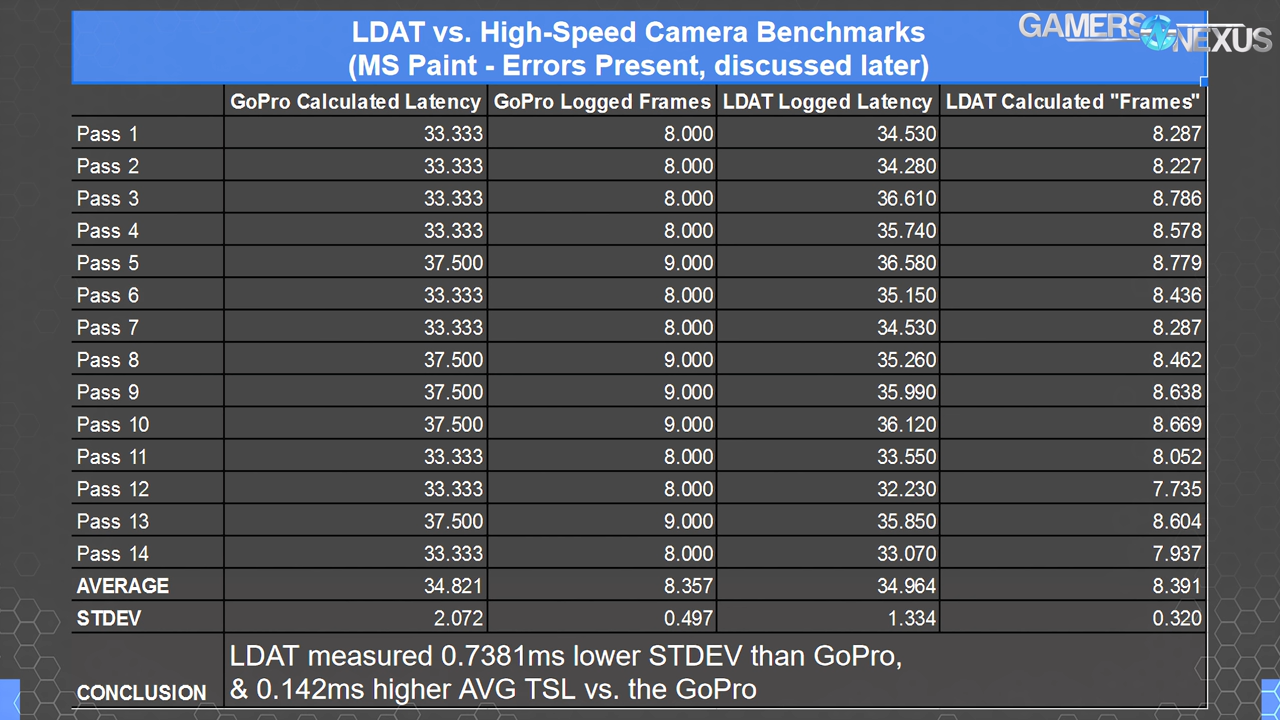 GAMERS NEXUS
LDAT vs. High-Speed Camera Benchmarks
(MS Paint - Errors Present, discussed later)
GoPro Calculated Latency GoPro Logged Frames LDAT Logged Latency LDAT Calculated "Frames"
Pass 1 33.333 8.000 34.530 8.287
Pass 2 33.333 8.000 34.280 8.227
Pass 3 33.333 8.000 36.610 8.786
Pass 4 33.333 8.000 35.740 8.578
Pass 5 37.500 9.000 36.580 8.779
Pass 6 33.333 8.000 35.150 8.436
Pass 7 33.333 8.000 34.530 8.287
Pass 8 37.500 9.000 35.260 8.462
Pass 9 37.500 9.000 35.990 8.638
Pass 10 37.500 9.000 36.120 8.669
Pass 11 33.333 8.000 33.550 8.052
Pass 12 33.333 8.000 32.230 7.735
Pass 13 37.500 9.000 35.850 8.604
Pass 14 33.333 8.000 33.070 7.937
AVERAGE 34.821 8.357 34.964 8.391
STDEV 2.072 0.497 1.334 0.320
LDAT measured 0.7381ms lower STDEV than GoPro,
CONCLUSION & 0.142ms higher AVG TSL vs. the GoPro